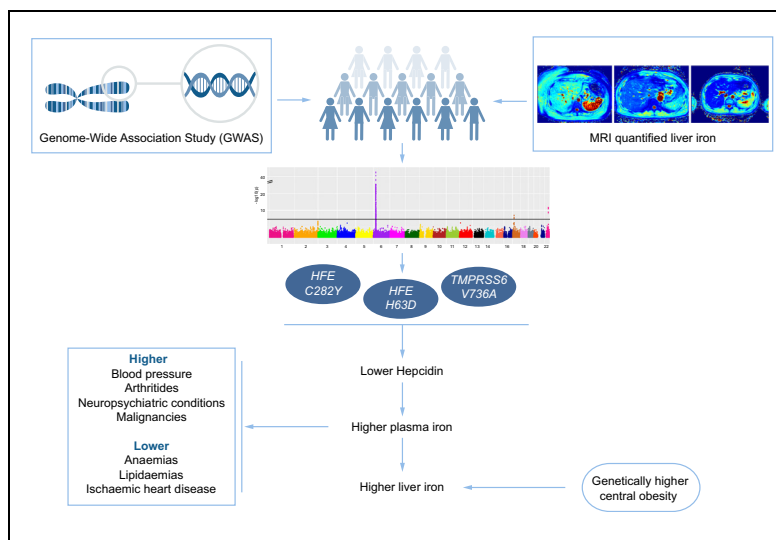 Genome-Wide Association Study (GWAS)
MRI quantified liver iron
1 2 3 4 5 6 7 8 9 10 11 12 13 14 16 18 20 22
HFE
C282Y
HFE
H63D
TMPRSS6
V736A
Lower Hepcidin
Higher plasma iron
Higher liver iron
Higher
Blood pressure
Arthritides
Neuropsychiatric conditions
Malignancies
Lower
Anaemias
Lipidaemias
Ischaemic heart disease
Genetically higher
central obesity